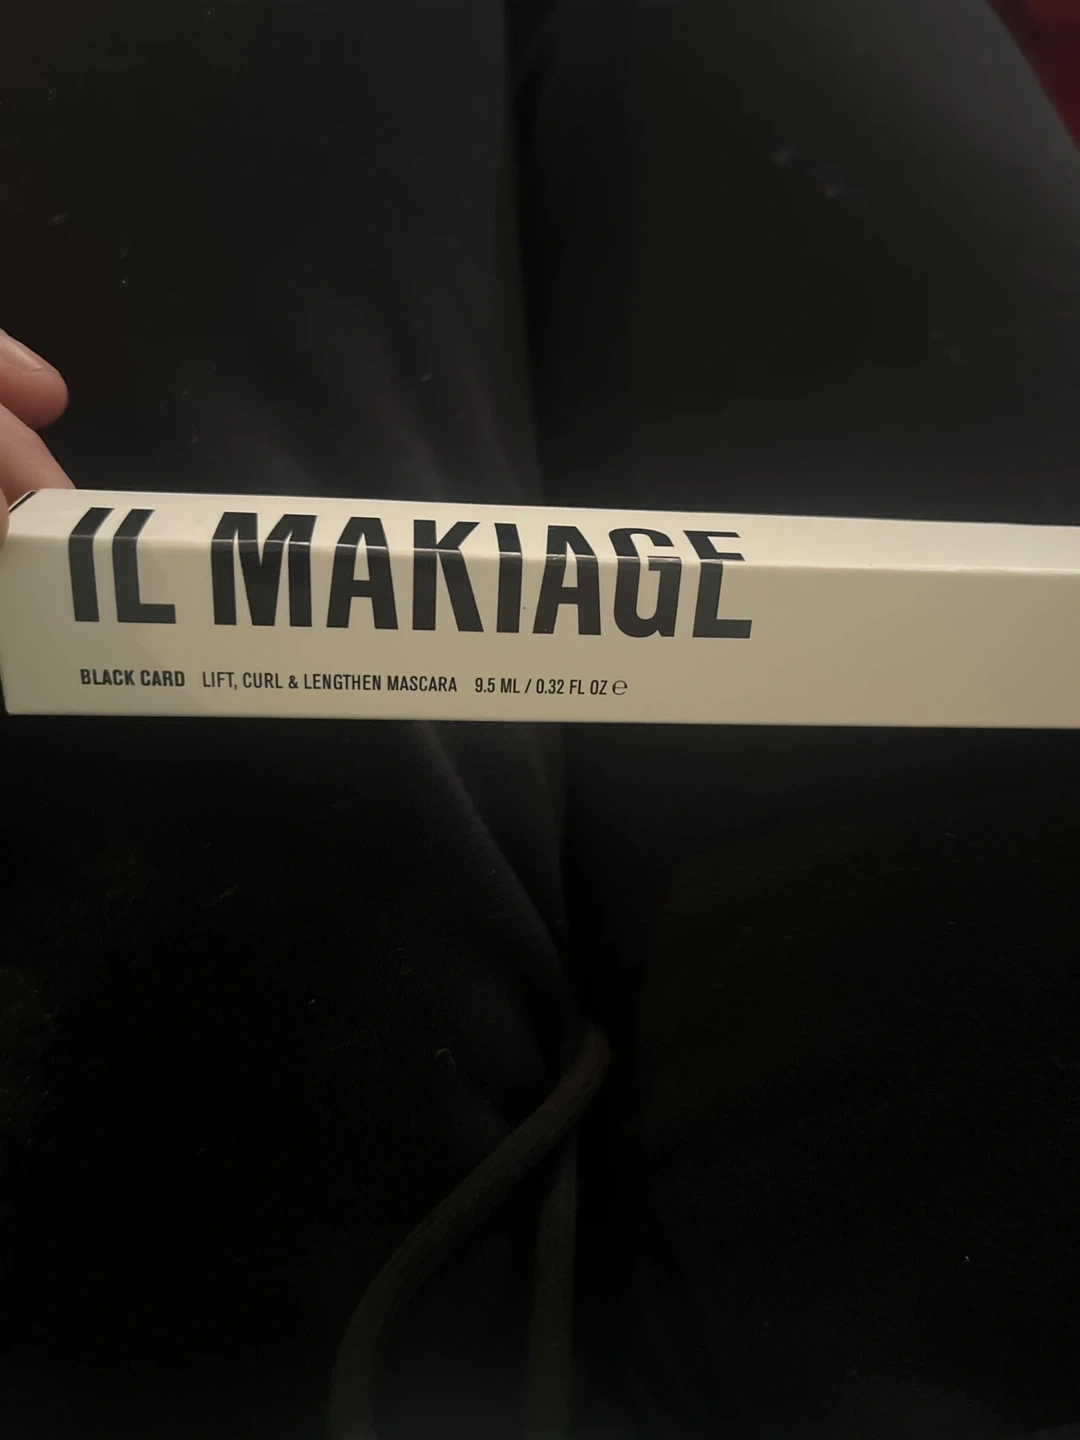 IL MAKIAGE
BLACK CARD LIFT, CURL & LENGTHEN MASCARA 9.5 ML / 0.32 FL OZ ℮